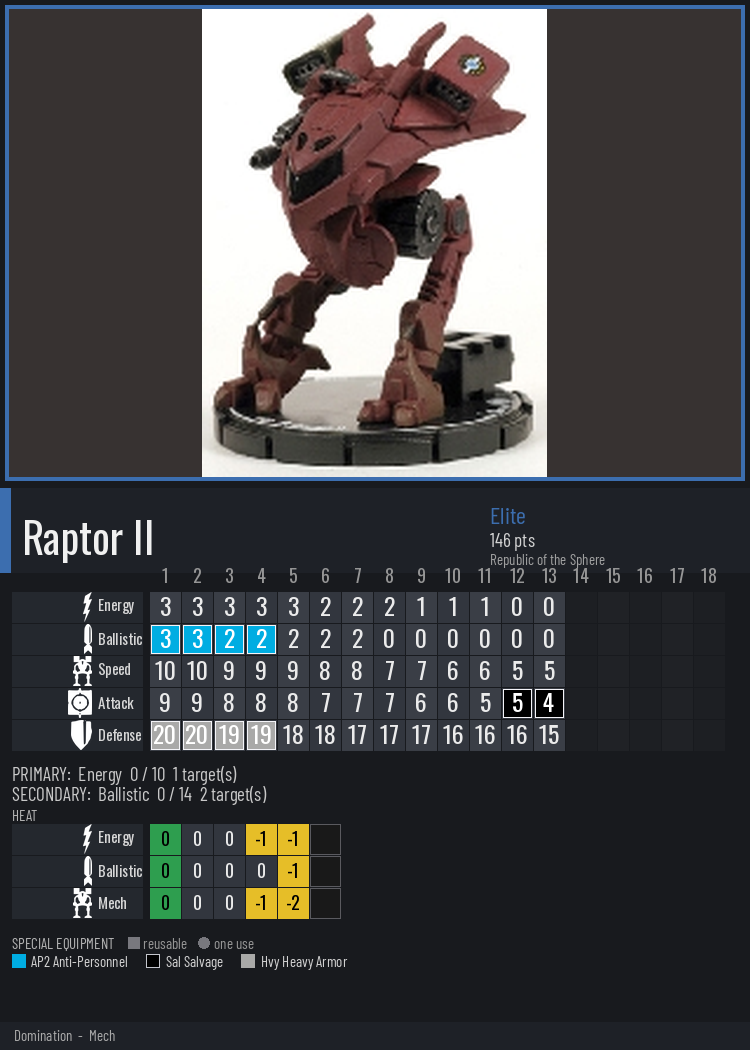 Raptor II
Elite
146 pts
Republic of the Sphere
1 2 3 4 5 6 7 8 9 10 11 12 13 14 15 16 17 18
Energy 3 3 3 3 3 2 2 2 1 1 1 0 0
Ballistic 3 3 2 2 2 2 2 0 0 0 0 0 0
Speed 10 10 9 9 9 8 8 7 7 6 6 5 5
Attack 9 9 8 8 8 7 7 7 6 6 5 5 4
Defense 20 20 19 19 18 18 17 17 17 16 16 16 15
PRIMARY: Energy 0 / 10 1 target(s)
SECONDARY: Ballistic 0 / 14 2 target(s)
HEAT
Energy 0 0 0 -1 -1
Ballistic 0 0 0 0 -1
Mech 0 0 0 -1 -2
SPECIAL EQUIPMENT reusable one use
AP2 Anti-Personnel Sal Salvage Hvy Heavy Armor
Domination - Mech